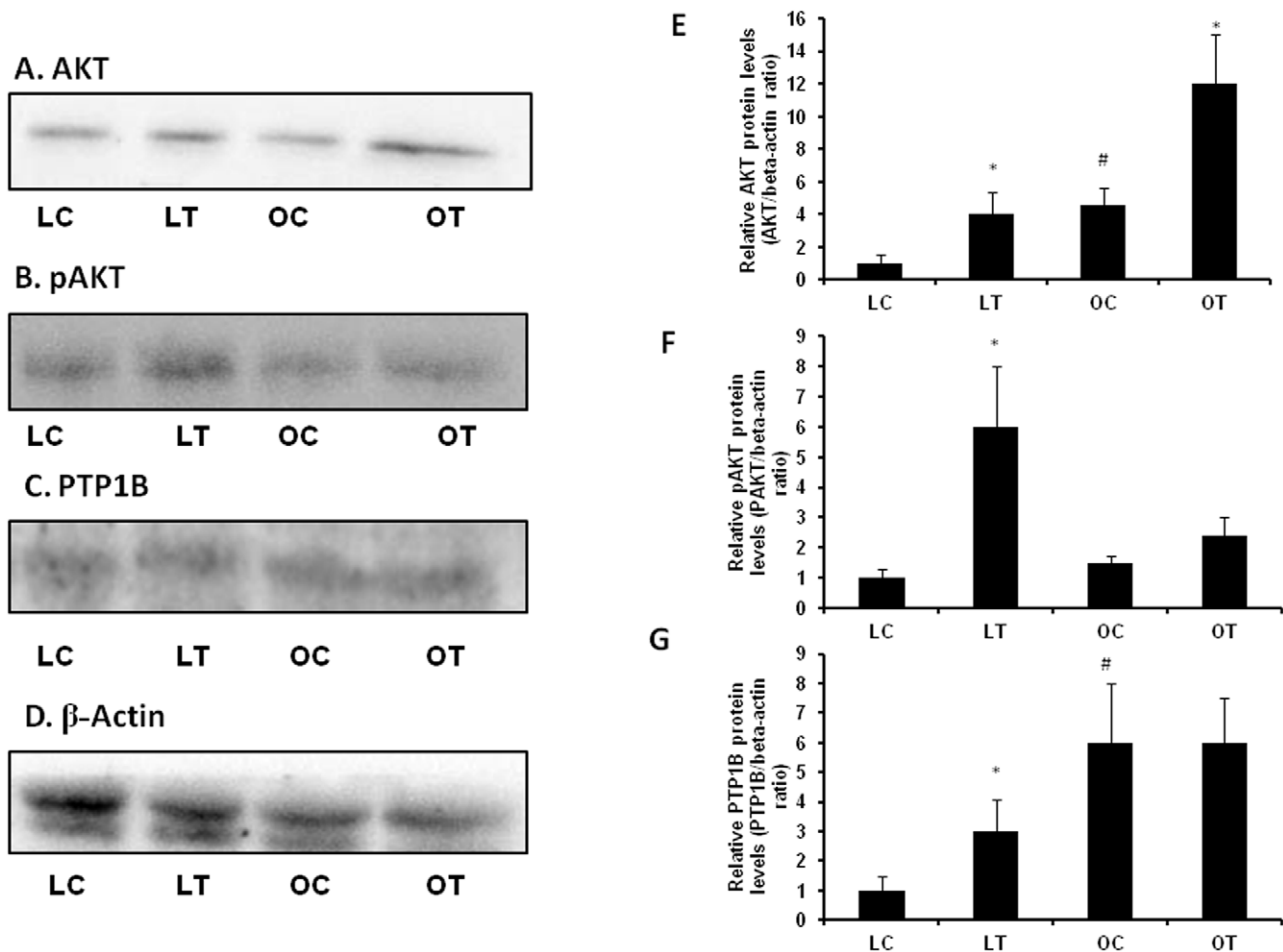 A. AKT
LC LT OC OT
B. pAKT
LC LT OC OT
C. PTP1B
LC LT OC OT
D. β-Actin
LC LT OC OT
E
Relative AKT protein levels
(AKT/beta-actin ratio)
16
14
12
10
8
6
4
2
0
*
#
*
LC LT OC OT
F
Relative pAKT protein
levels (PAKT/beta-actin
ratio)
9
8
7
6
5
4
3
2
1
0
*
LC LT OC OT
G
Relative PTP1B protein
levels (PTP1B/beta-actin
ratio)
9
8
7
6
5
4
3
2
1
0
*
#
LC LT OC OT